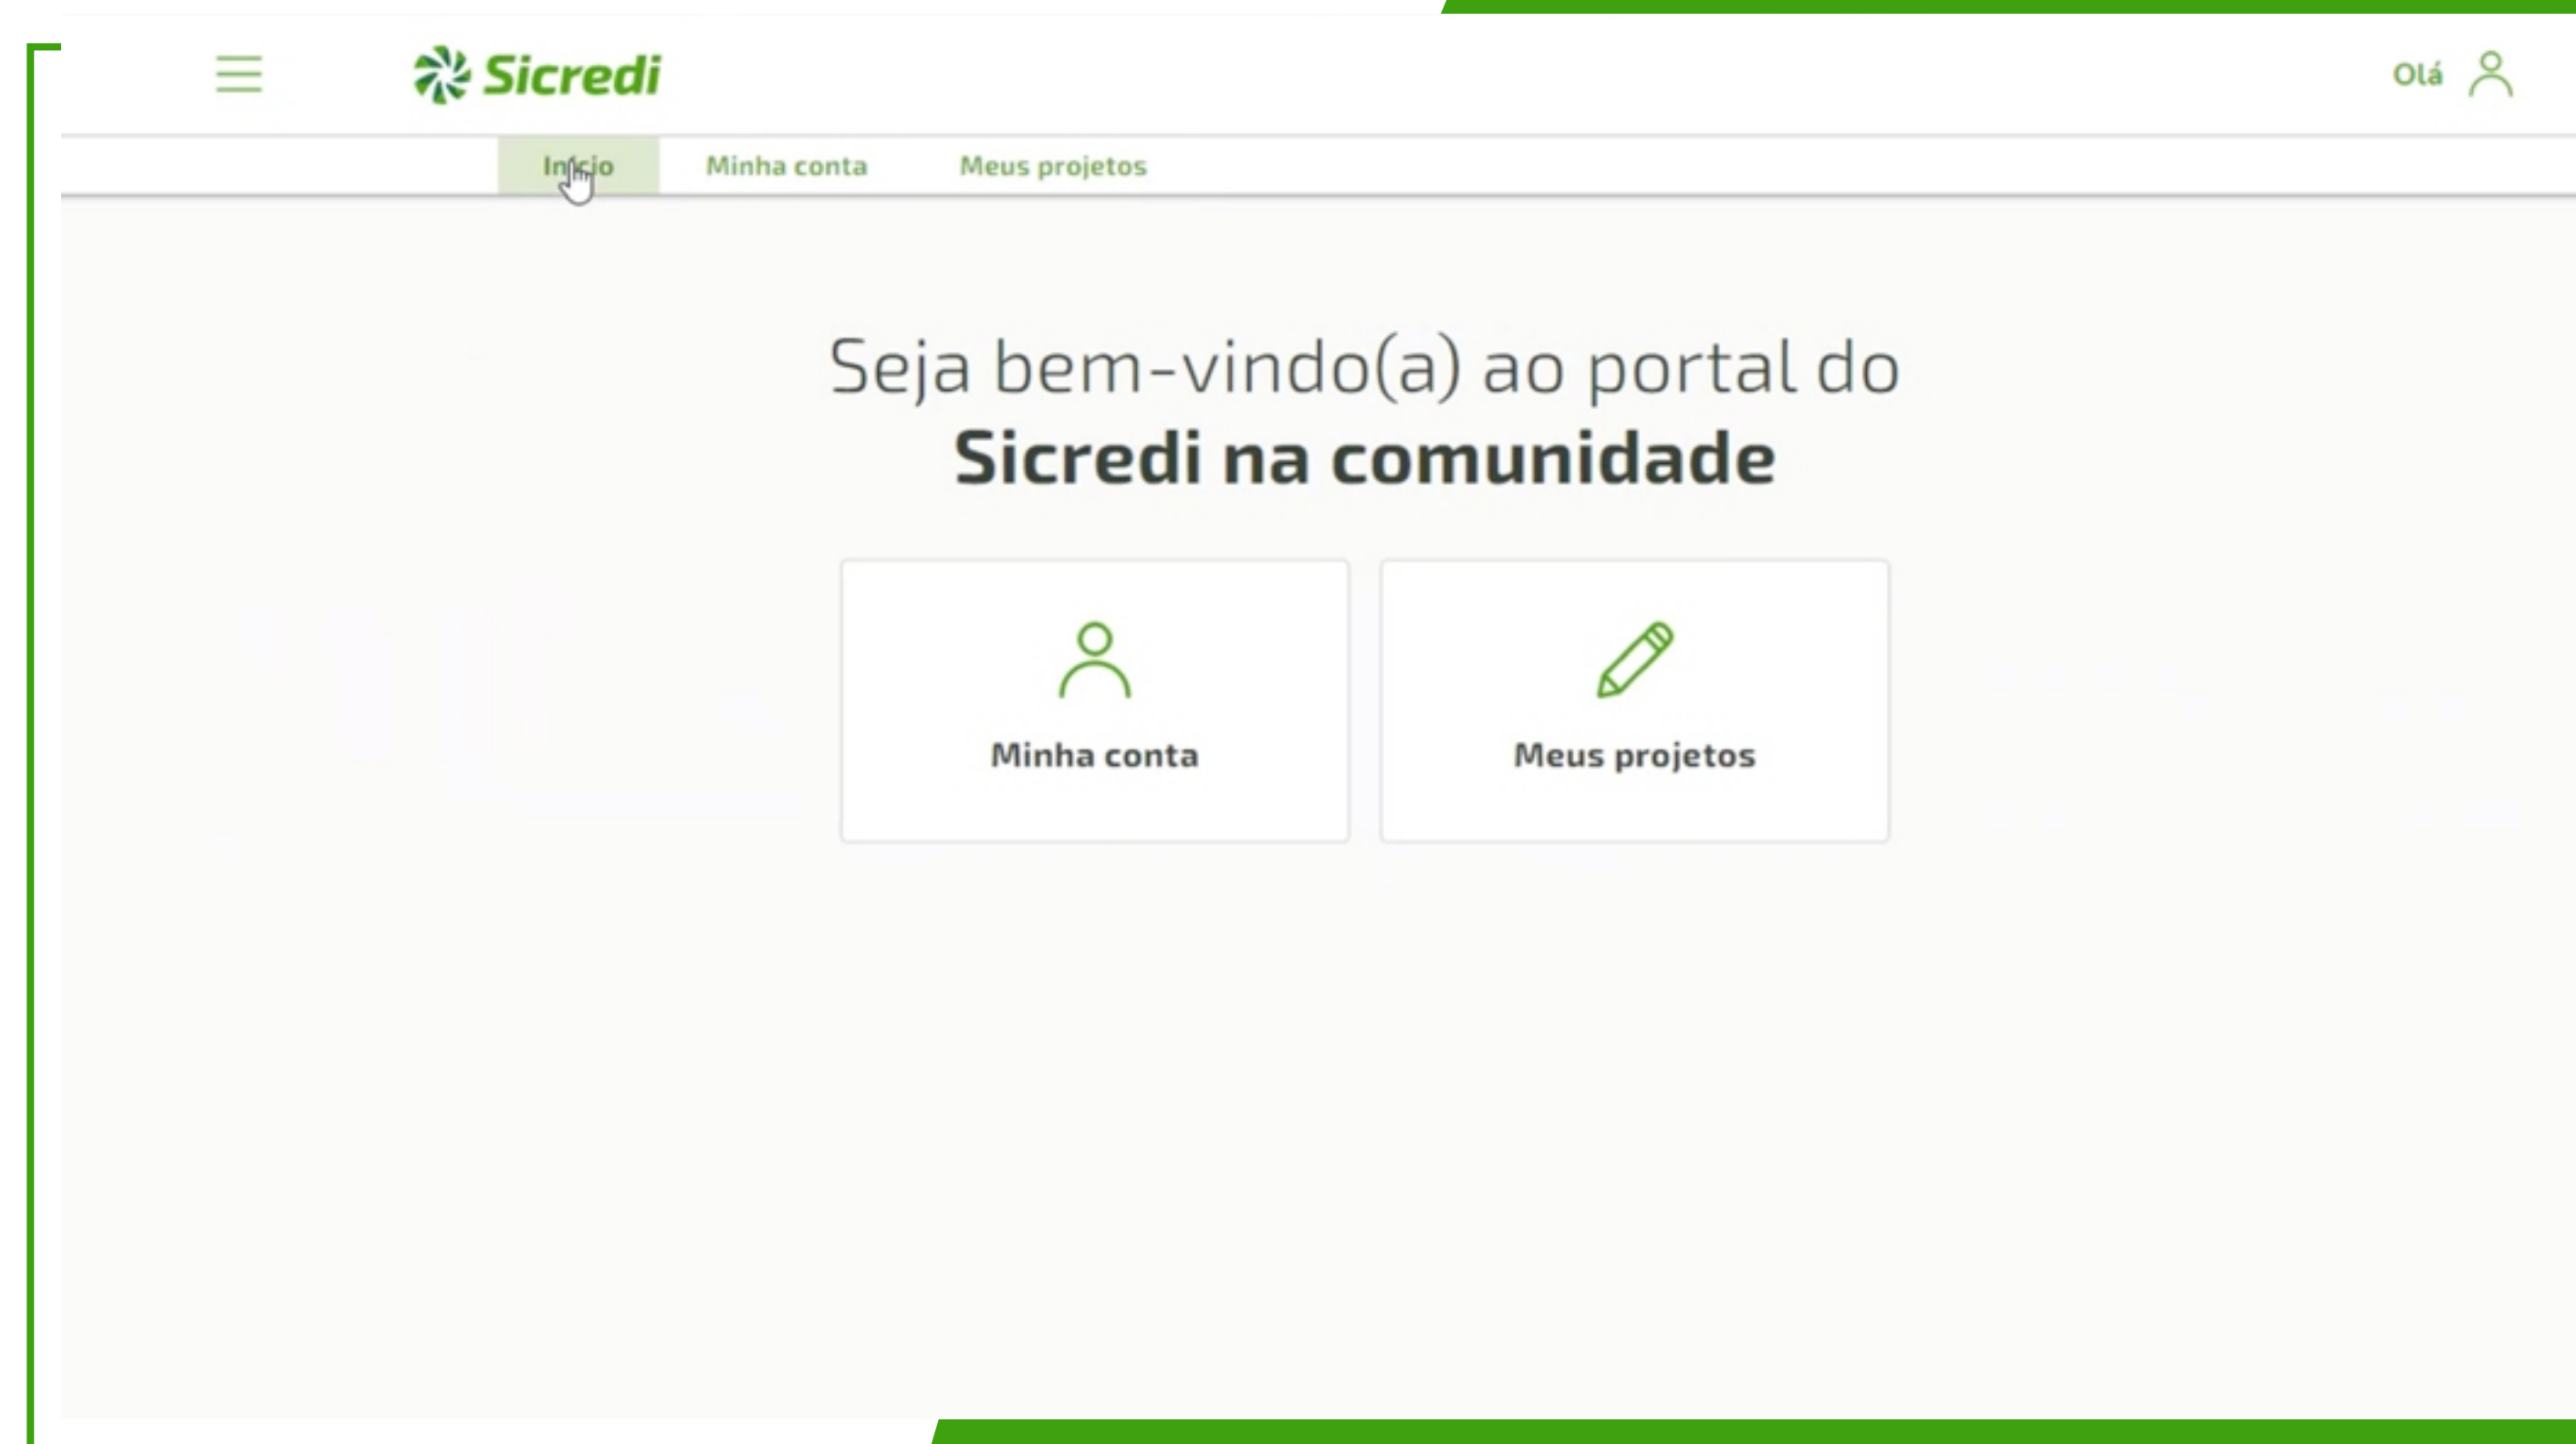 Sicredi
Olá
Início
Minha conta
Meus projetos
Seja bem-vindo(a) ao portal do
Sicredi na comunidade
Minha conta
Meus projetos